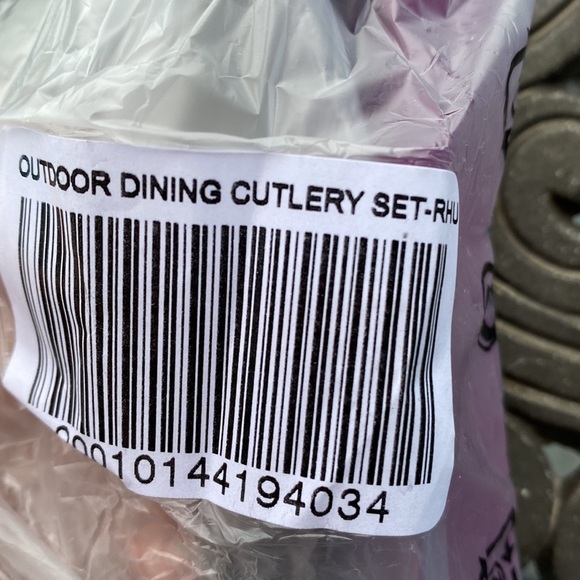 OUTDOOR DINING CUTLERY SET-RHU
20010144194034